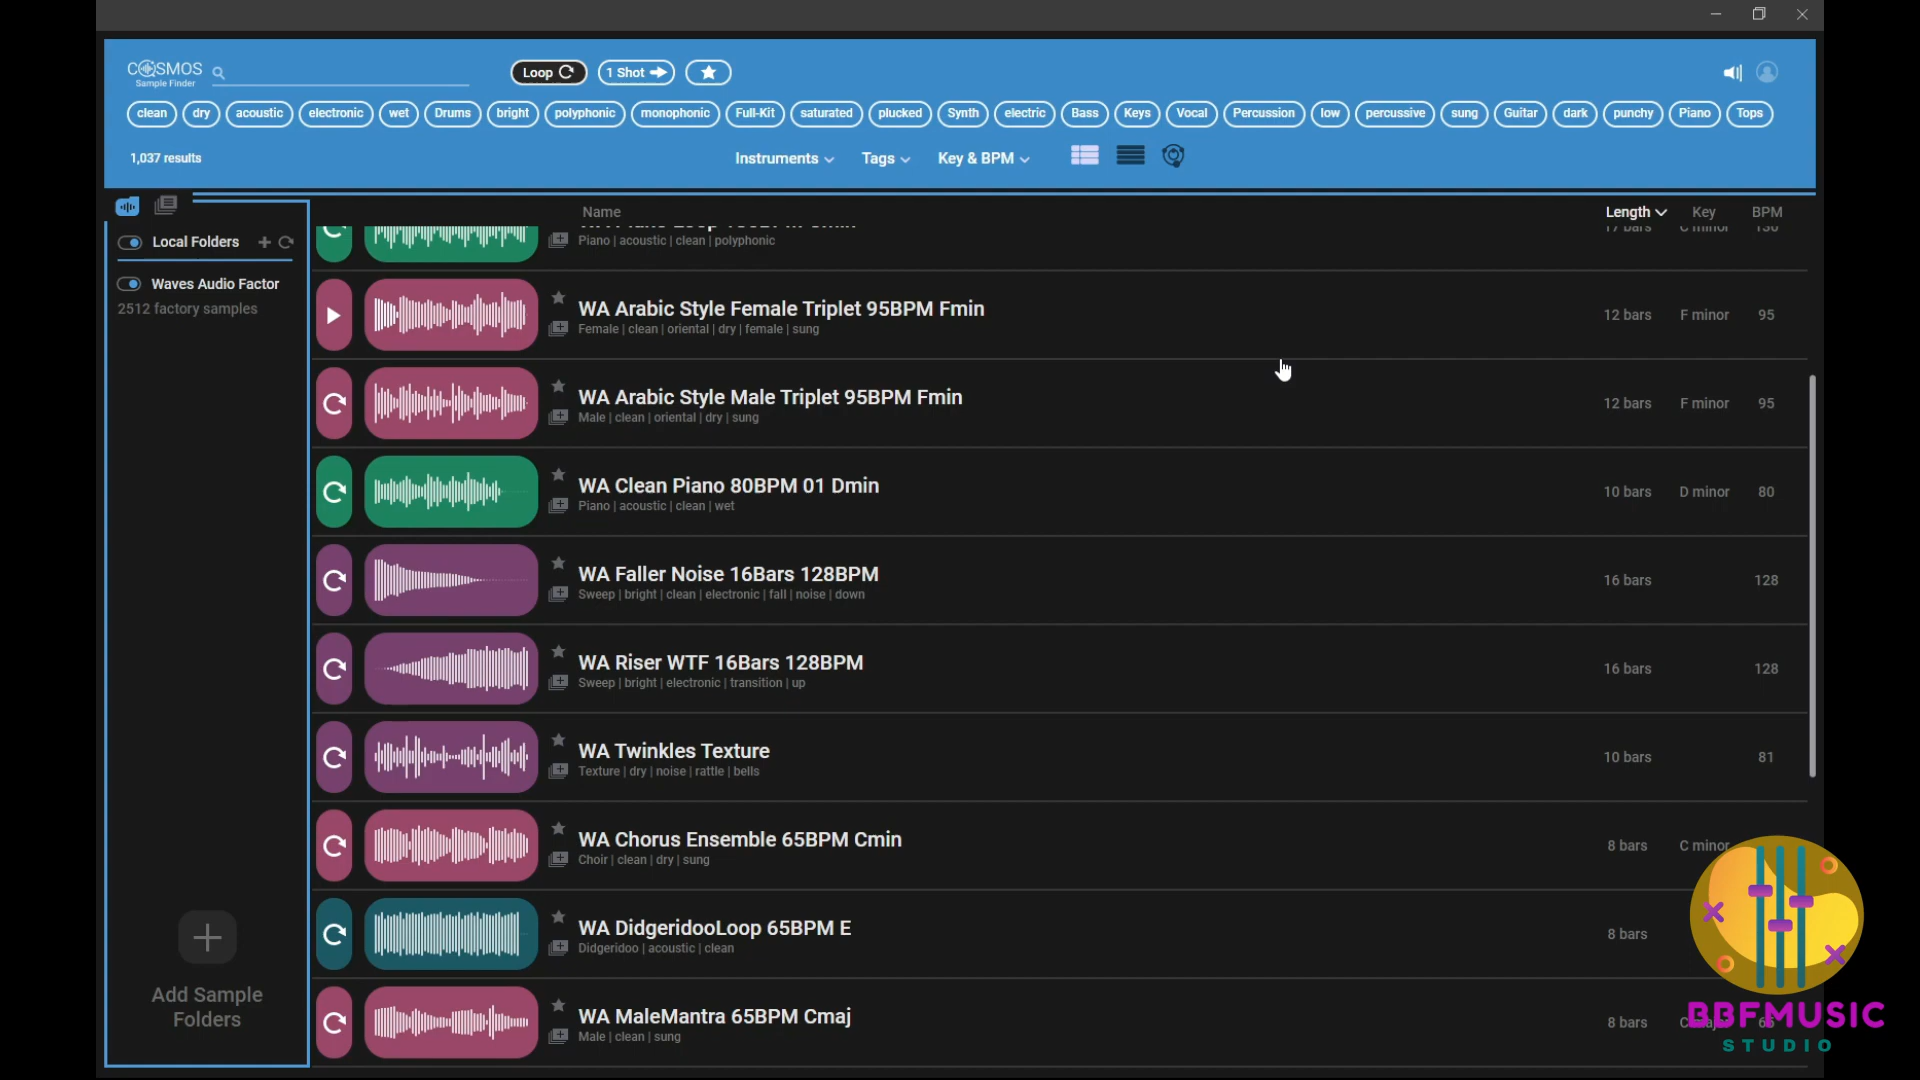 COSMOS
Sample Finder
Loop
1 Shot
clean dry acoustic electronic wet Drums bright polyphonic monophonic Full-Kit saturated plucked Synth electric Bass Keys Vocal Percussion low percussive sung Guitar dark punchy Piano Tops
1,037 results
Instruments
Tags
Key & BPM
Name Length Key BPM
Local Folders
Waves Audio Factor
2512 factory samples
Piano | acoustic | clean | polyphonic
WA Arabic Style Female Triplet 95BPM Fmin 12 bars F minor 95
Female | clean | oriental | dry | female | sung
WA Arabic Style Male Triplet 95BPM Fmin 12 bars F minor 95
Male | clean | oriental | dry | sung
WA Clean Piano 80BPM 01 Dmin 10 bars D minor 80
Piano | acoustic | clean | wet
WA Faller Noise 16Bars 128BPM 16 bars 128
Sweep | bright | clean | electronic | fall | noise | down
WA Riser WTF 16Bars 128BPM 16 bars 128
Sweep | bright | electronic | transition | up
WA Twinkles Texture 10 bars 81
Texture | dry | noise | rattle | bells
WA Chorus Ensemble 65BPM Cmin 8 bars C minor
Choir | clean | dry | sung
WA DidgeridooLoop 65BPM E 8 bars
Didgeridoo | acoustic | clean
WA MaleMantra 65BPM Cmaj 8 bars
Male | clean | sung
Add Sample
Folders
BBFMUSIC
STUDIO